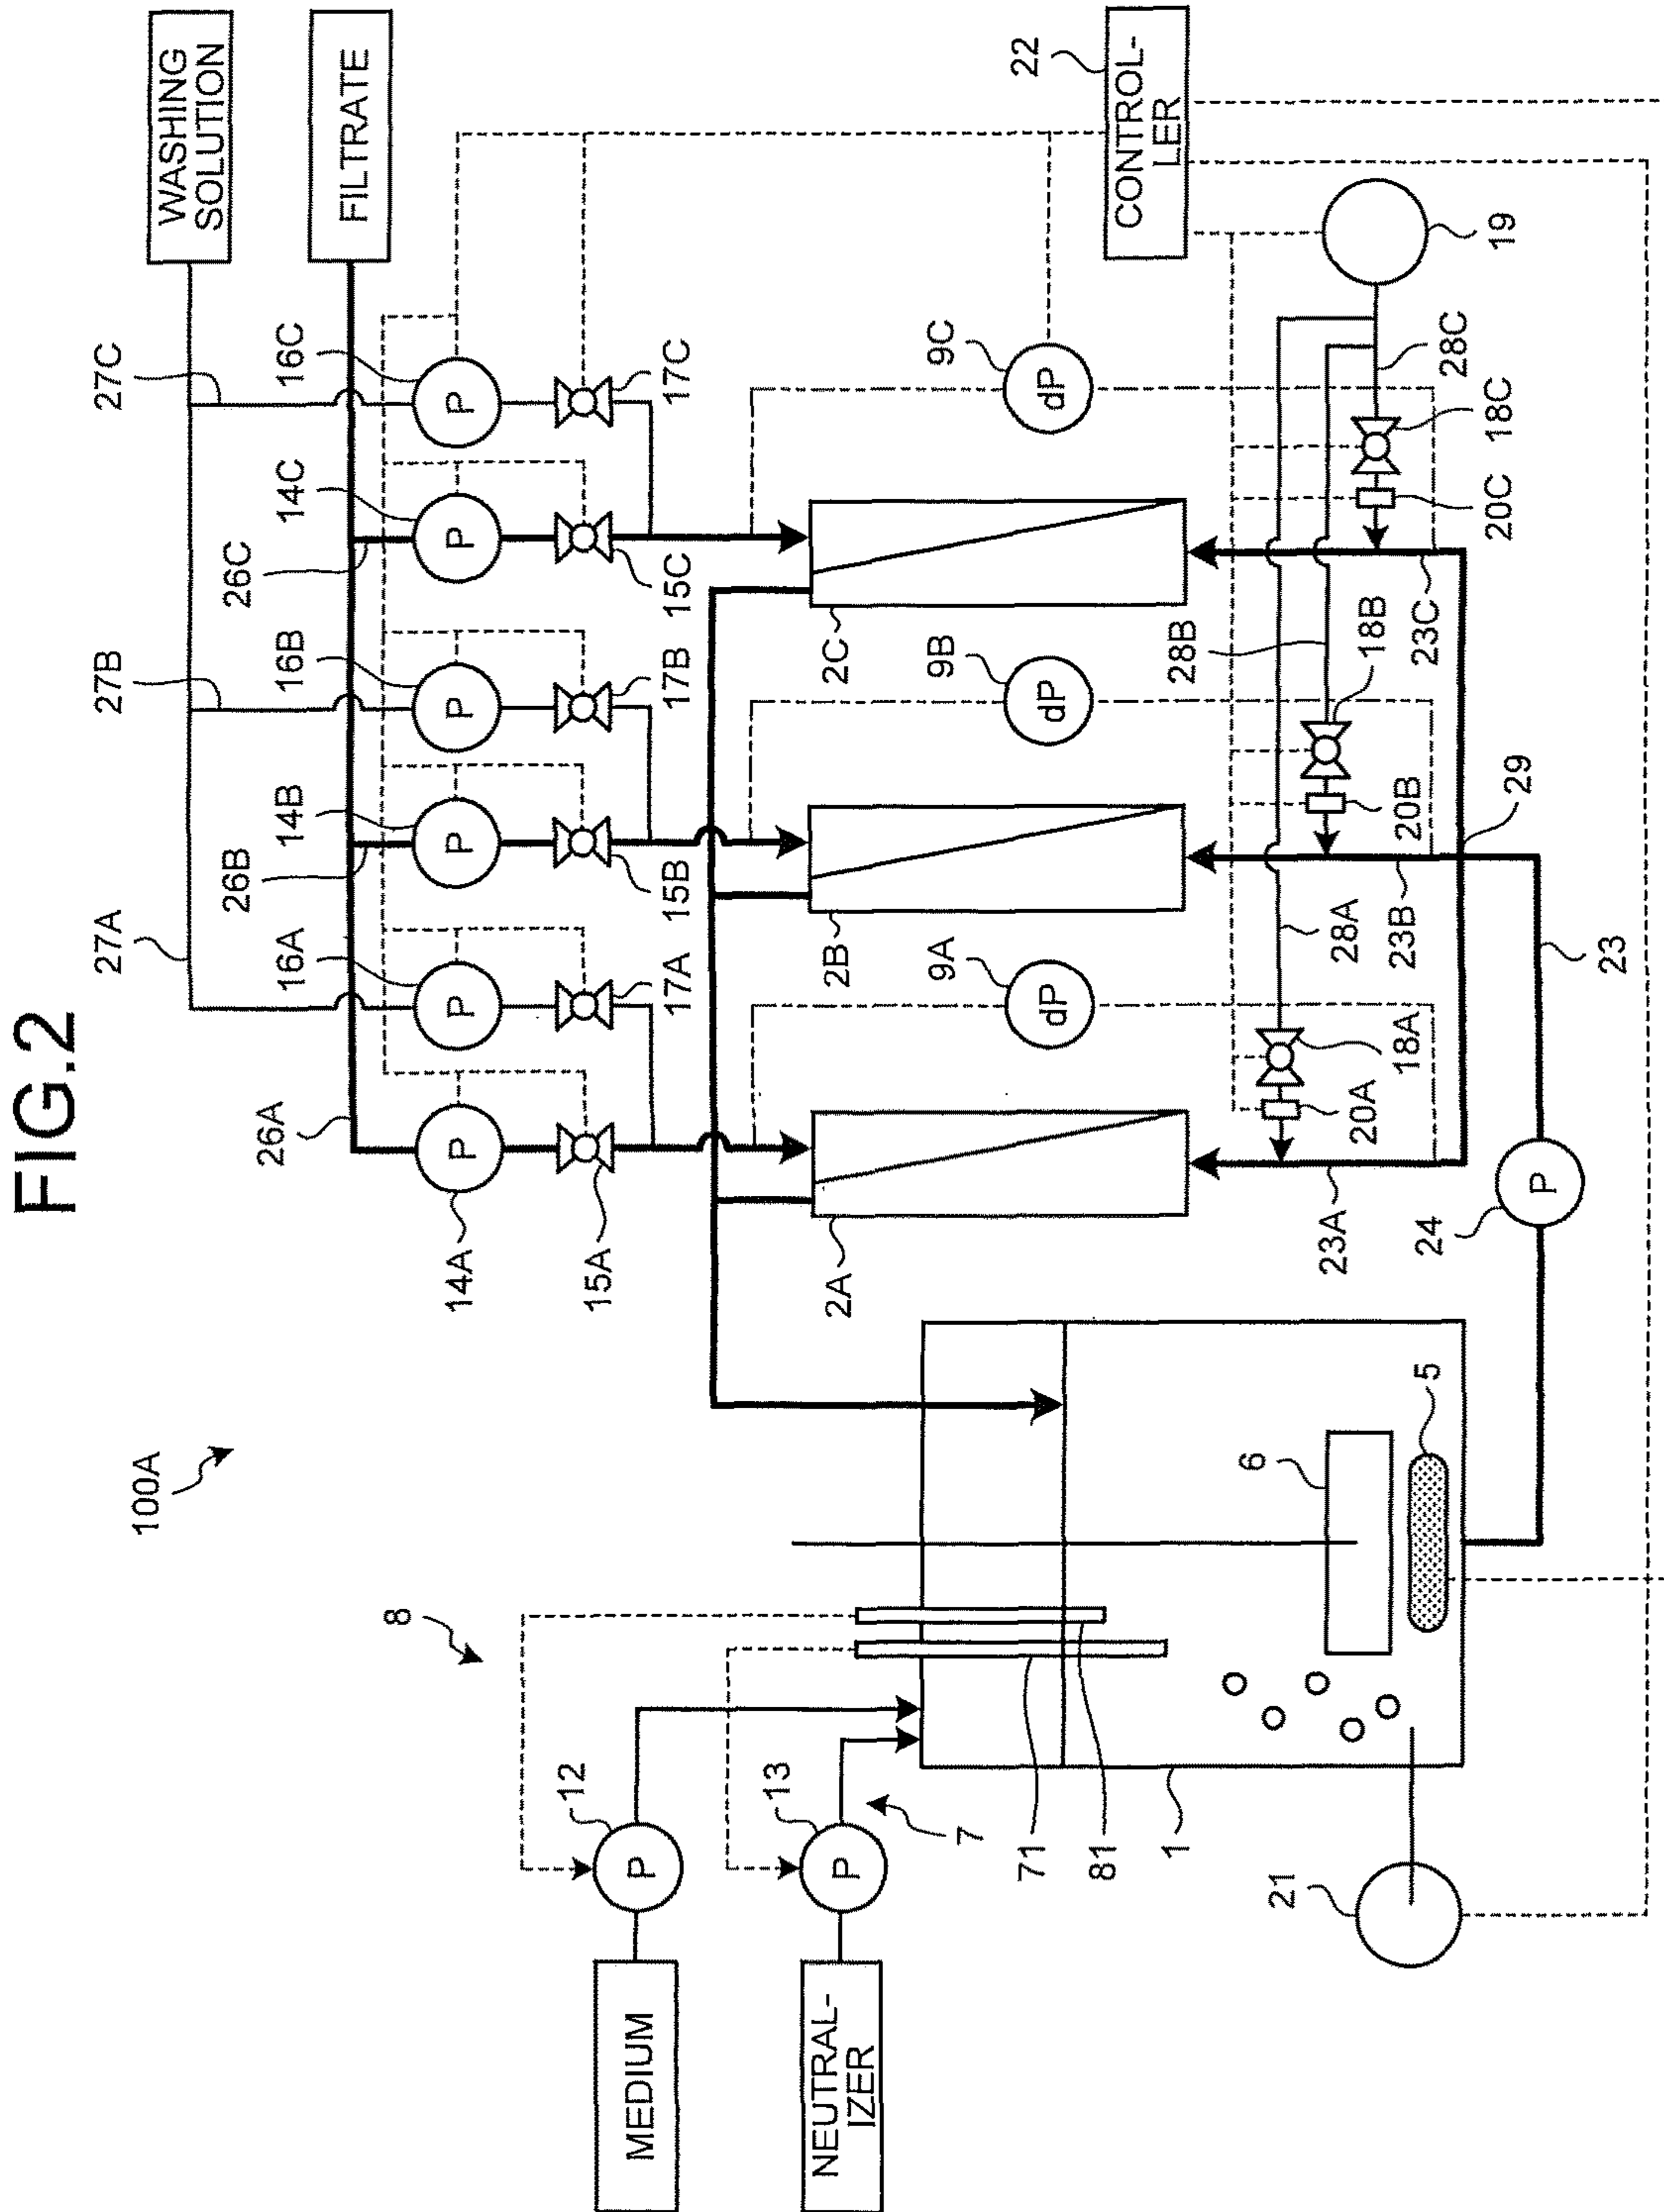 FIG.2
100A
WASHING
SOLUTION
FILTRATE
27A
27B
27C
26A
26B
26C
14A
16A
14B
16B
14C
16C
P
P
P
P
P
P
15A
17A
15B
17B
15C
17C
8
MEDIUM
12
P
NEUTRAL-
IZER
13
P
7
71
81
1
21
6
5
2A
2B
2C
9A
dP
9B
dP
9C
dP
22
CONTROL-
LER
19
28A
28B
28C
18A
18B
18C
20A
20B
20C
23A
23B
23C
29
23
24
P